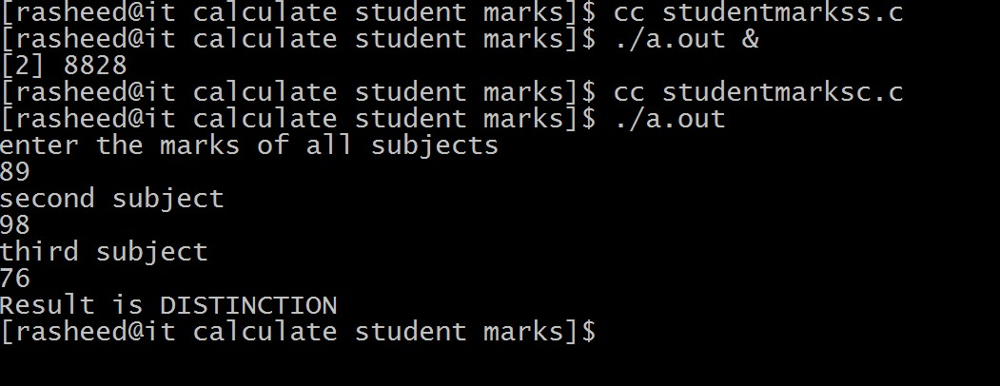 [rasheed@it calculate student marks]$ cc studentmarkss.c
[rasheed@it calculate student marks]$ ./a.out &
[2] 8828
[rasheed@it calculate student marks]$ cc studentmarksc.c
[rasheed@it calculate student marks]$ ./a.out
enter the marks of all subjects
89
second subject
98
third subject
76
Result is DISTINCTION
[rasheed@it calculate student marks]$